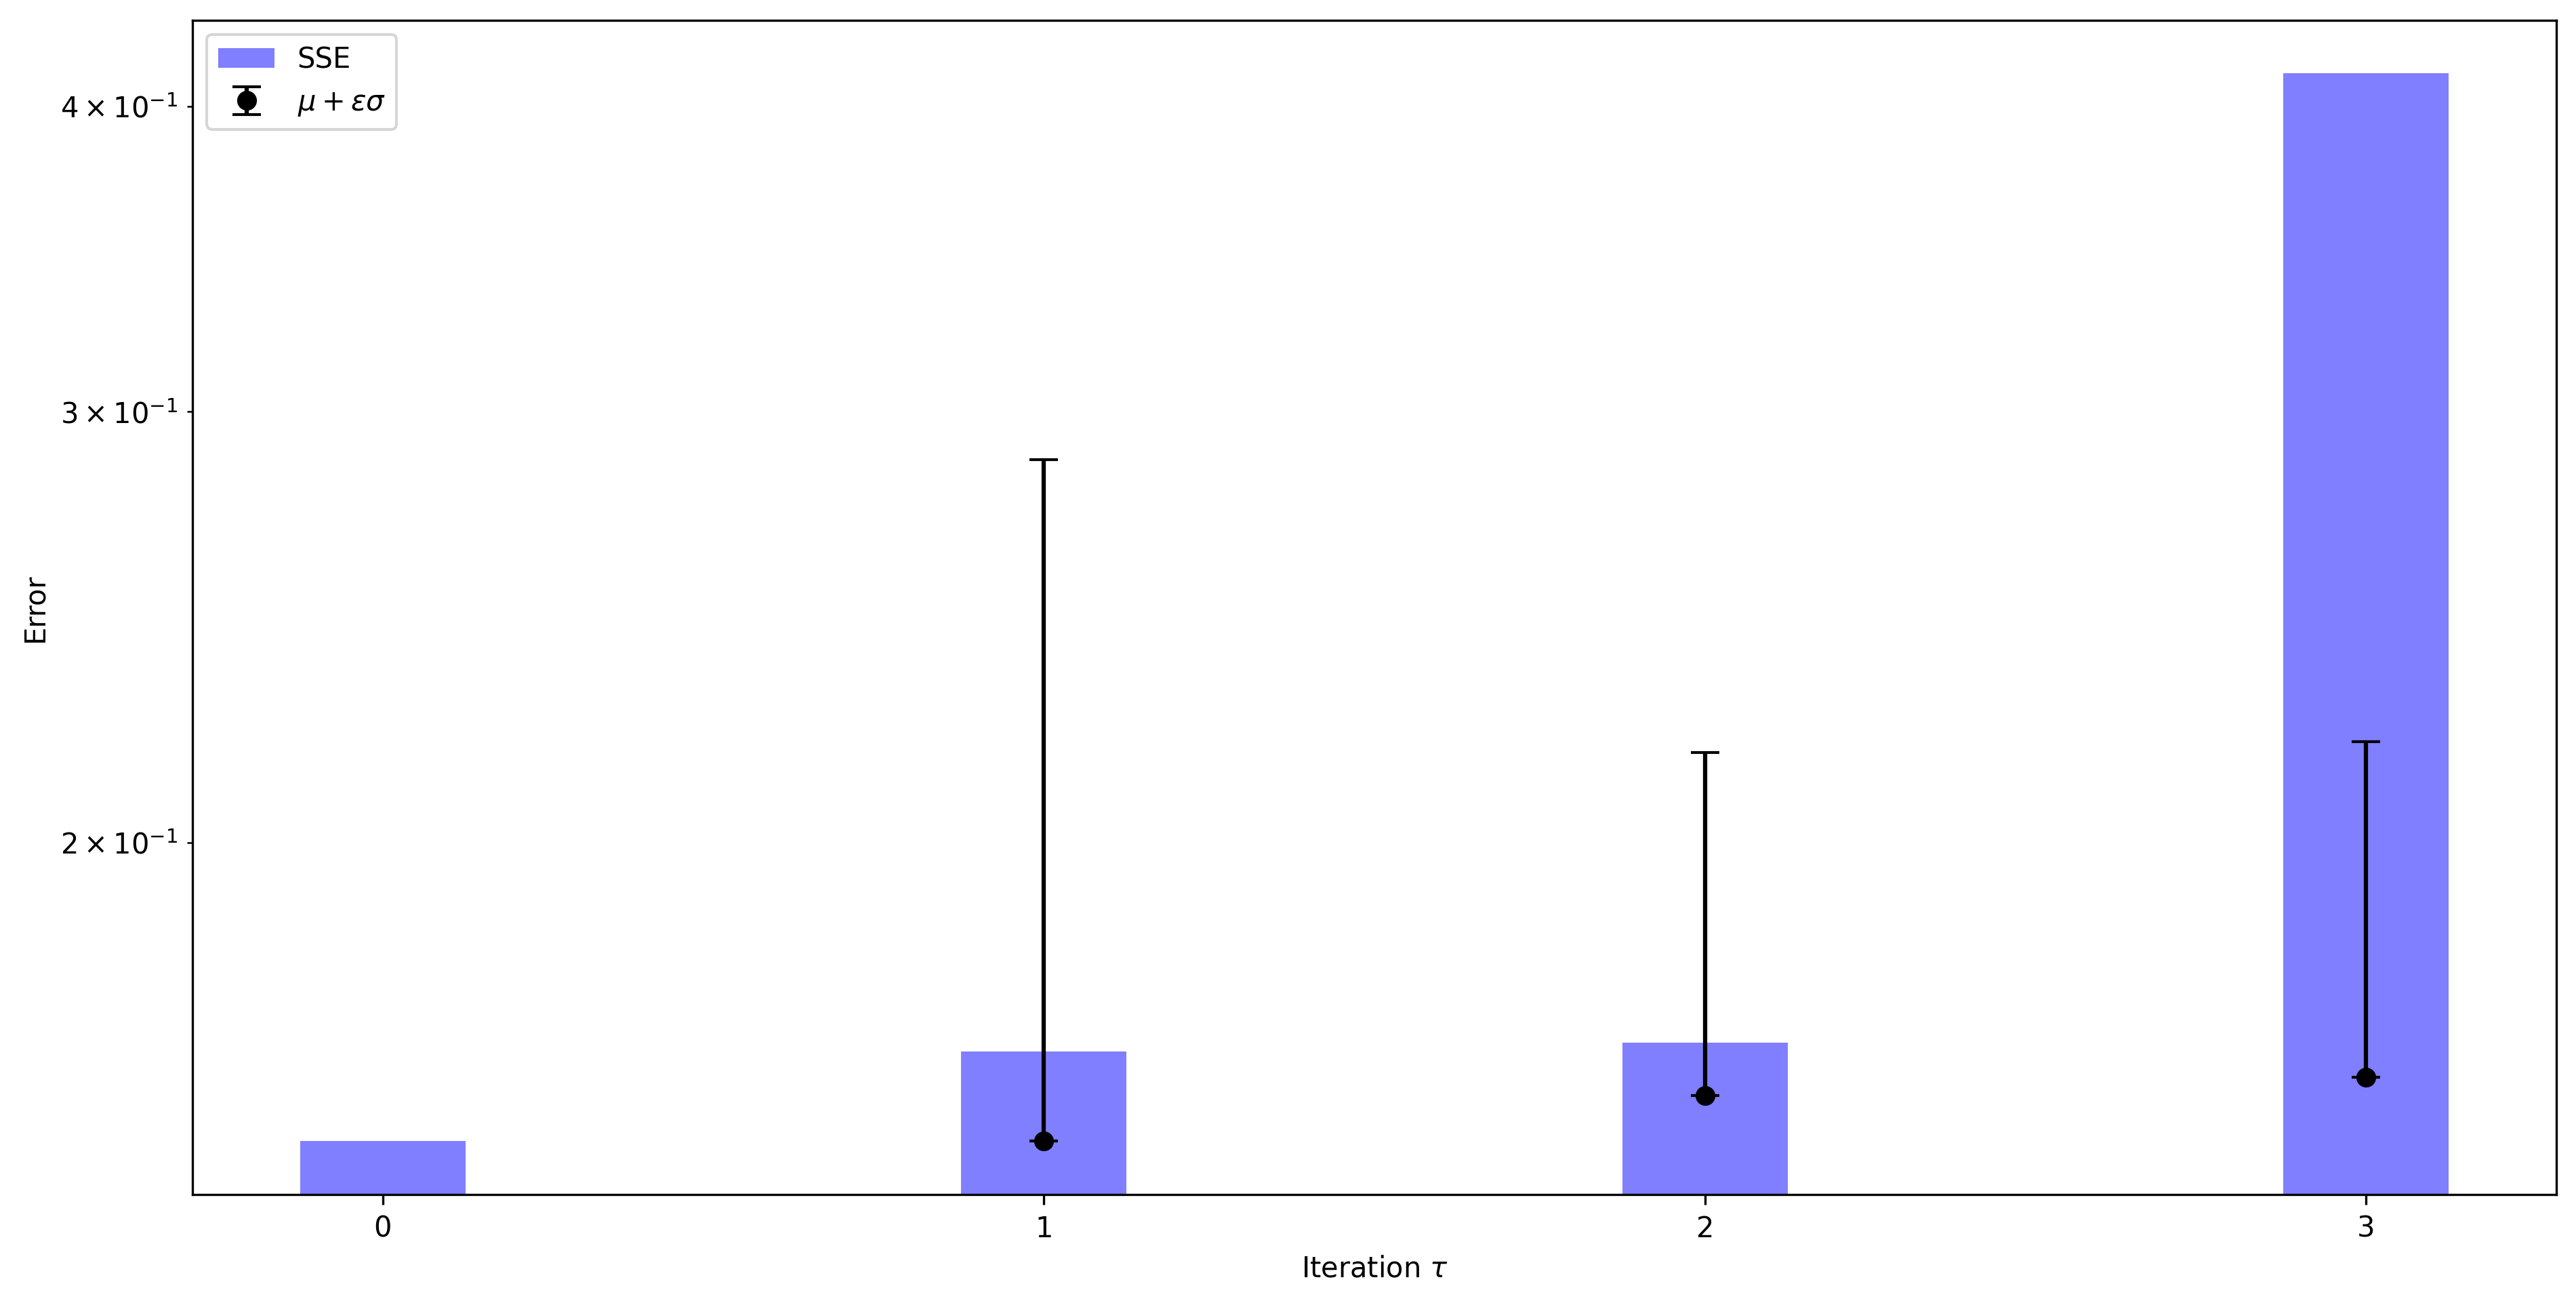 SSE
μ + εσ
4 × 10⁻¹
3 × 10⁻¹
2 × 10⁻¹
Error
0 1 2 3
Iteration τ